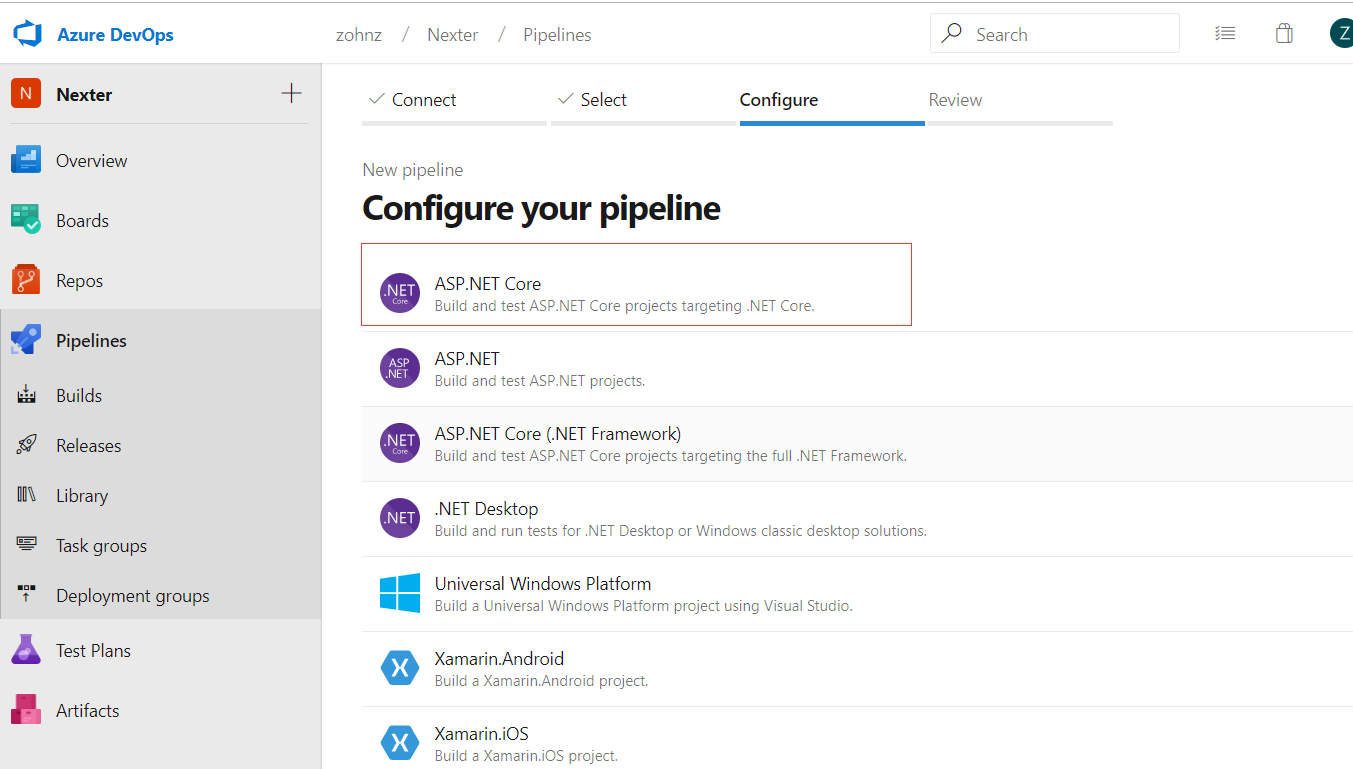 Azure DevOps
zohnz / Nexter / Pipelines
Search
Z
N Nexter
Overview
Boards
Repos
Pipelines
Builds
Releases
Library
Task groups
Deployment groups
Test Plans
Artifacts
Connect
Select
Configure
Review
New pipeline
Configure your pipeline
.NET
Core
ASP.NET Core
Build and test ASP.NET Core projects targeting .NET Core.
ASP
.NET
ASP.NET
Build and test ASP.NET projects.
.NET
Core
ASP.NET Core (.NET Framework)
Build and test ASP.NET Core projects targeting the full .NET Framework.
.NET
.NET Desktop
Build and run tests for .NET Desktop or Windows classic desktop solutions.
Universal Windows Platform
Build a Universal Windows Platform project using Visual Studio.
Xamarin.Android
Build a Xamarin.Android project.
Xamarin.iOS
Build a Xamarin.iOS project.